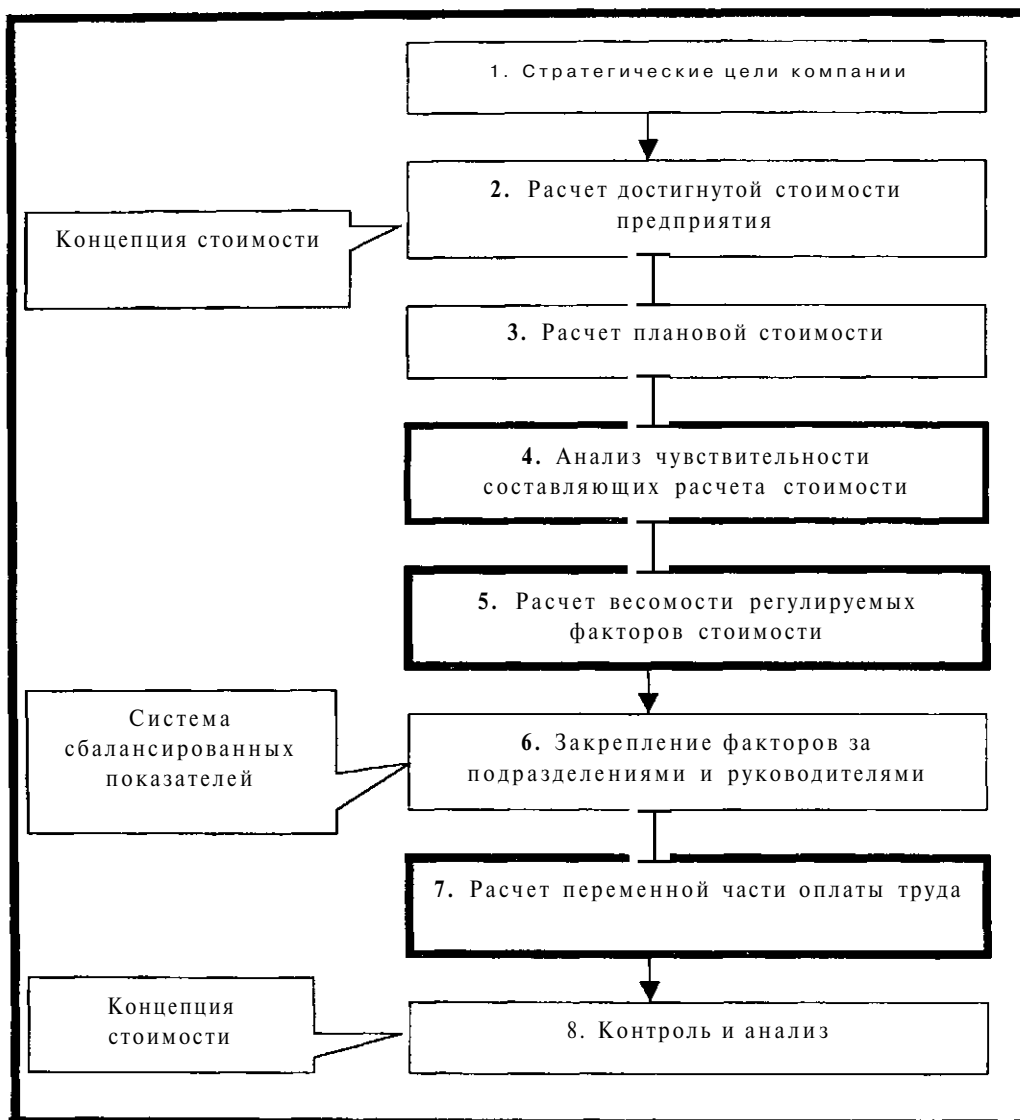 1. Стратегические цели компании
2. Расчет достигнутой стоимости
предприятия
Концепция стоимости
3. Расчет плановой стоимости
4. Анализ чувствительности
составляющих расчета стоимости
5. Расчет весомости регулируемых
факторов стоимости
Система
сбалансированных
показателей
6. Закрепление факторов за
подразделениями и руководителями
7. Расчет переменной части оплаты труда
Концепция
стоимости
8. Контроль и анализ